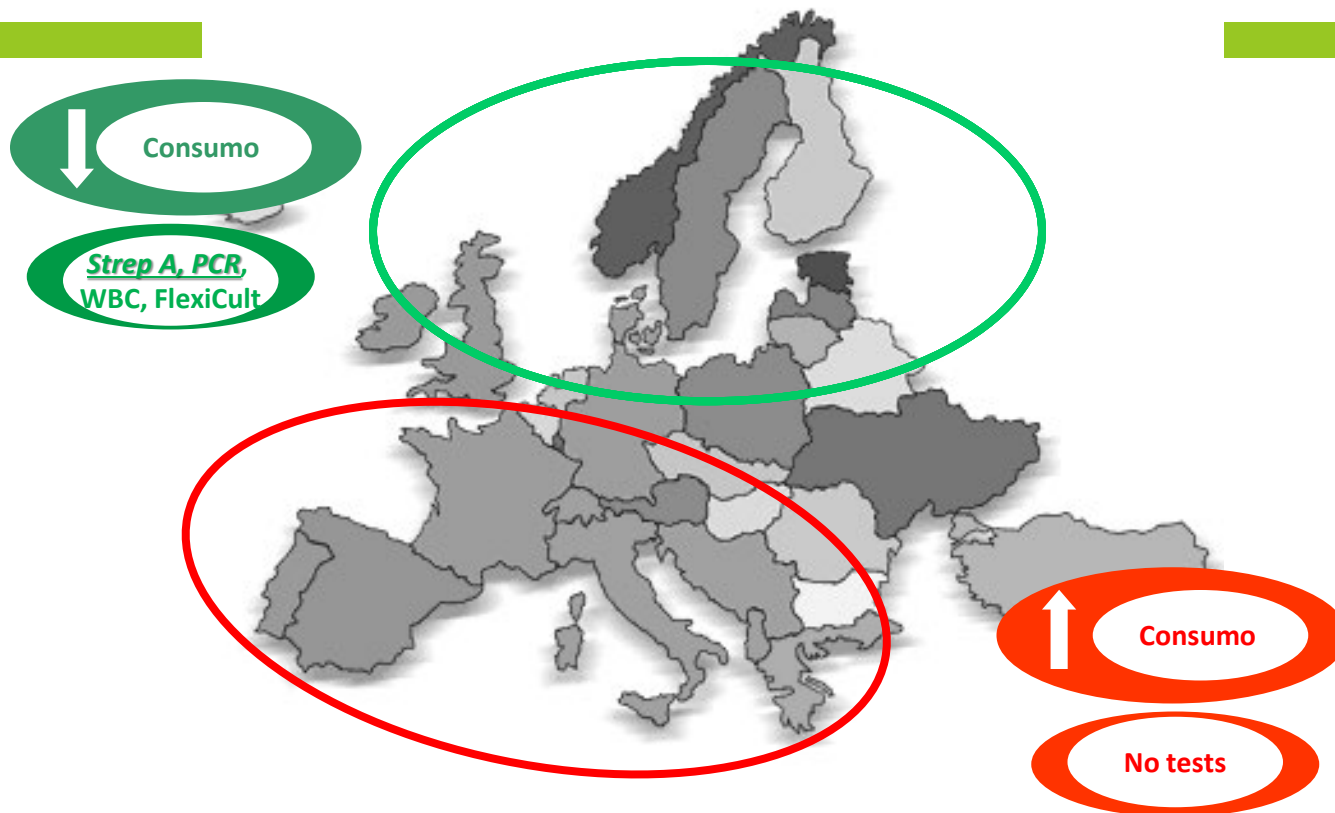 Consumo
Strep A, PCR,
WBC, FlexiCult
Consumo
No tests